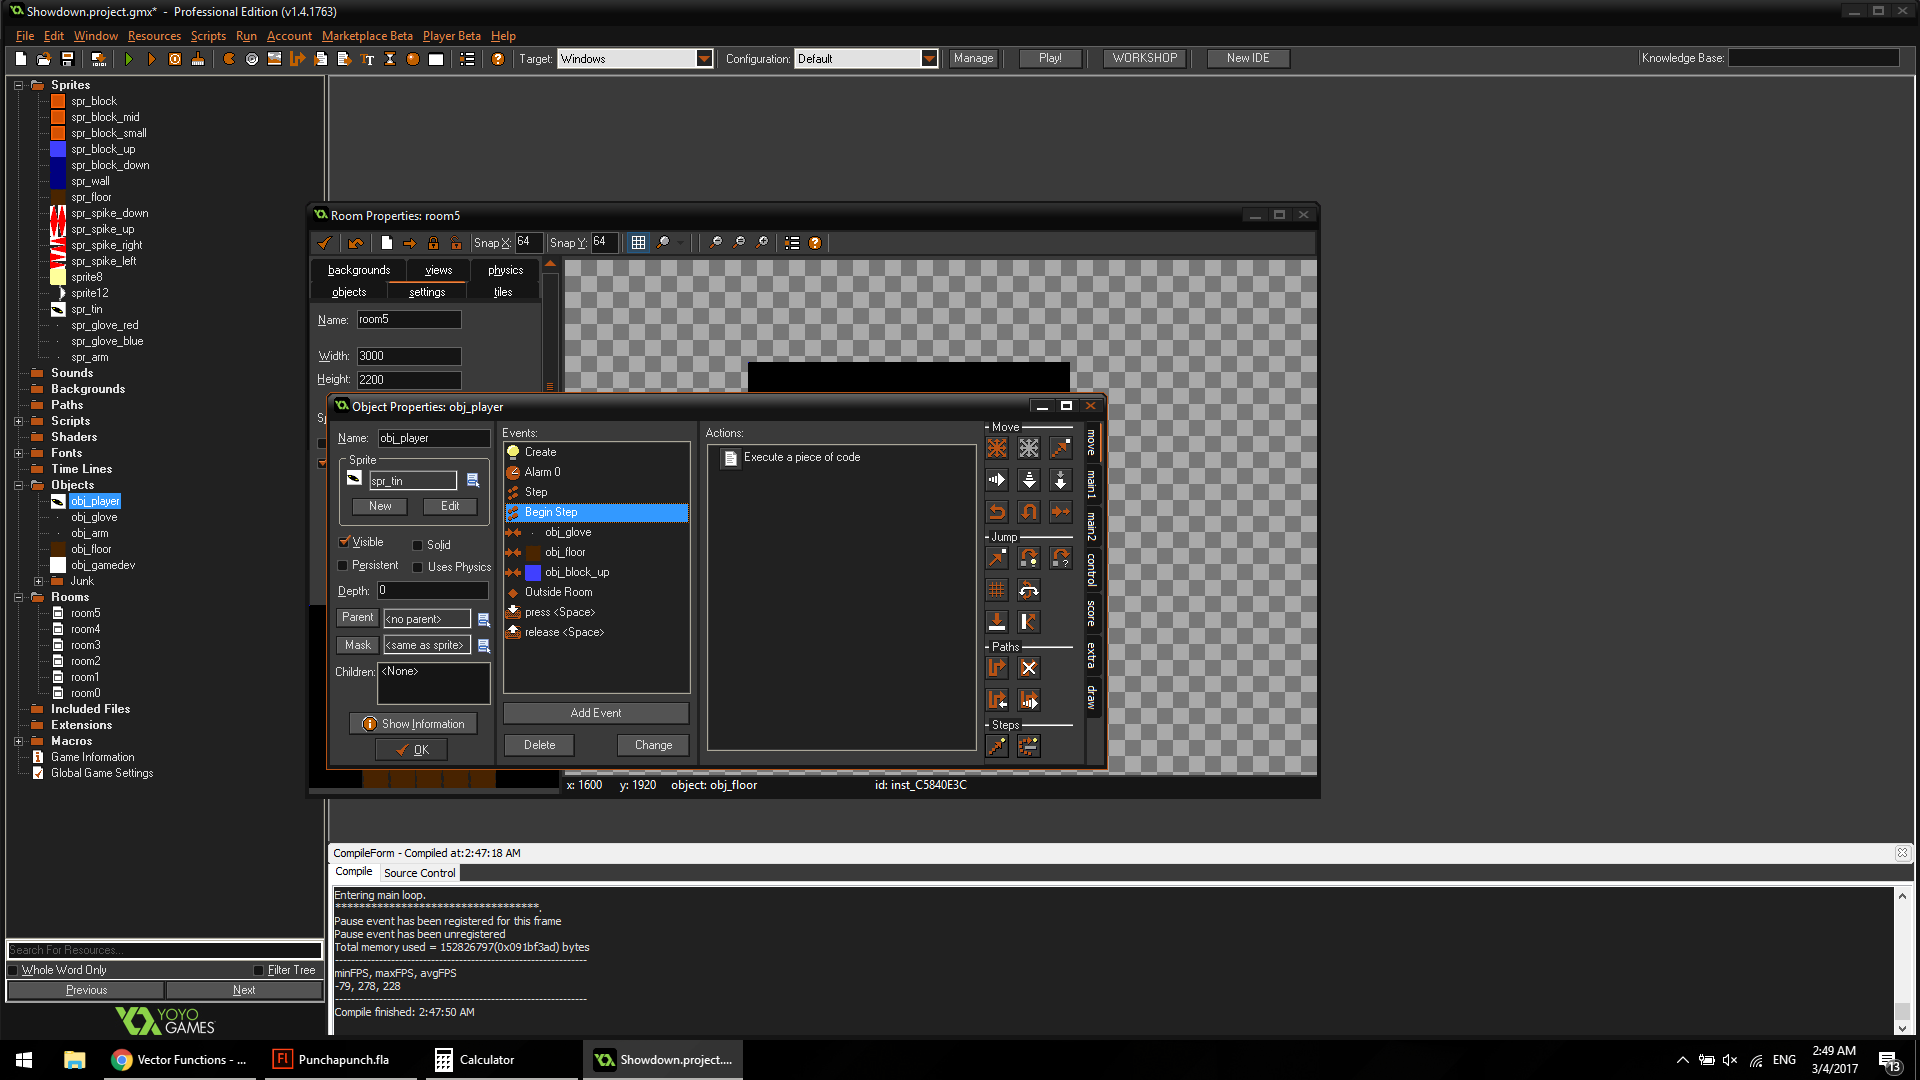 Showdown.project.gmx* - Professional Edition (v1.4.1763)
File Edit Window Resources Scripts Run Account Marketplace Beta Player Beta Help
Target: Windows Configuration: Default Manage Play! WORKSHOP New IDE Knowledge Base:
Sprites
spr_block
spr_block_mid
spr_block_small
spr_block_up
spr_block_down
spr_wall
spr_floor
spr_spike_down
spr_spike_up
spr_spike_right
spr_spike_left
sprite8
sprite12
spr_tin
spr_glove_red
spr_glove_blue
spr_arm
Sounds
Backgrounds
Paths
Scripts
Shaders
Fonts
Time Lines
Objects
obj_player
obj_glove
obj_arm
obj_floor
obj_gamedev
Junk
Rooms
room5
room4
room3
room2
room1
room0
Included Files
Extensions
Macros
Game Information
Global Game Settings
Search For Resources...
Whole Word Only Filter Tree
Previous Next
YOYO
GAMES
Room Properties: room5
Snap X: 64 Snap Y: 64
backgrounds views physics
objects settings tiles
Name: room5
Width: 3000
Height: 2200
Object Properties: obj_player
Name: obj_player
Sprite
spr_tin
New Edit
Visible Solid
Persistent Uses Physics
Depth: 0
Parent <no parent>
Mask <same as sprite>
Children: <None>
Show Information
OK
Events:
Create
Alarm 0
Step
Begin Step
obj_glove
obj_floor
obj_block_up
Outside Room
press <Space>
release <Space>
Add Event
Delete Change
Actions:
Execute a piece of code
Move
Jump
Paths
Steps
move
main1
main2
control
score
extra
draw
x: 1600 y: 1920 object: obj_floor id: inst_C5840E3C
CompileForm - Compiled at:2:47:18 AM
Compile Source Control
Entering main loop.
***********************************.
Pause event has been registered for this frame
Pause event has been unregistered
Total memory used = 152826797(0x091bf3ad) bytes
minFPS, maxFPS, avgFPS
-79, 278, 228
Compile finished: 2:47:50 AM
Vector Functions - ... Punchapunch.fla Calculator Showdown.project.... ENG 2:49 AM
3/4/2017 13